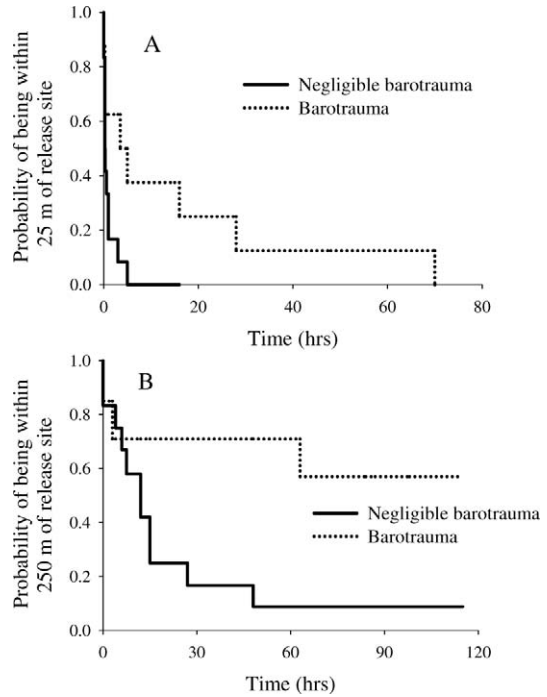 A
Negligible barotrauma
Barotrauma
Probability of being within
25 m of release site
1.0
0.8
0.6
0.4
0.2
0.0
0 20 40 60 80
Time (hrs)
B
Negligible barotrauma
Barotrauma
Probability of being within
250 m of release site
1.0
0.8
0.6
0.4
0.2
0.0
0 30 60 90 120
Time (hrs)